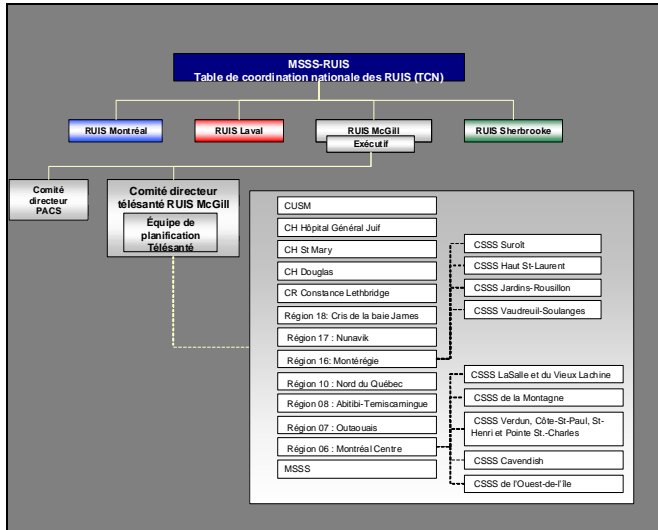 MSSS-RUIS
Table de coordination nationale des RUIS (TCN)
RUIS Montréal
RUIS Laval
RUIS McGill
RUIS Sherbrooke
Exécutif
Comité
directeur
PACS
Comité directeur
télésanté RUIS McGill
Équipe de
planification
Télésanté
CUSM
CH Hôpital Général Juif
CH St Mary
CH Douglas
CR Constance Lethbridge
Région 18: Cris de la baie James
Région 17 : Nunavik
Région 16: Montérégie
Région 10 : Nord du Québec
Région 08 : Abitibi-Temiscamingue
Région 07 : Outaouais
Région 06 : Montréal Centre
MSSS
CSSS Suroît
CSSS Haut St-Laurent
CSSS Jardins-Rousillon
CSSS Vaudreuil-Soulanges
CSSS LaSalle et du Vieux Lachine
CSSS de la Montagne
CSSS Verdun, Côte-St-Paul, St-
Henri et Pointe St.-Charles
CSSS Cavendish
CSSS de l'Ouest-de-l'île